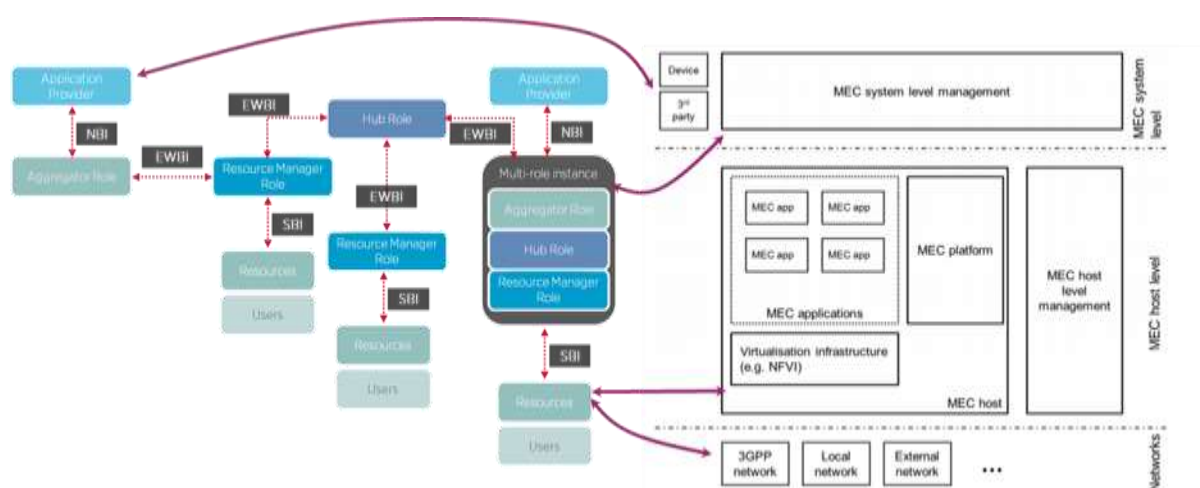 Application
Provider
NBI
Aggregator Role
EWBI
EWBI
Resource Manager
Role
SBI
Resources
Users
Hub Role
EWBI
EWBI
Resource Manager
Role
SBI
Resources
Users
Application
Provider
NBI
Multi-role instance
Aggregator Role
Hub Role
Resource Manager
Role
SBI
Resources
Users
Device
3rd
party
MEC system level management
MEC system
level
MEC app
MEC app
MEC app
MEC app
MEC applications
MEC platform
Virtualisation infrastructure
(e.g. NFVI)
MEC host
MEC host
level
management
MEC host level
3GPP
network
Local
network
External
network
•••
Networks